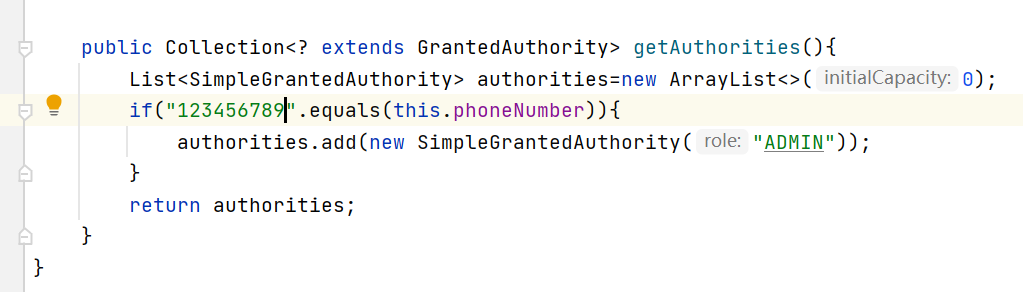 public Collection<? extends GrantedAuthority> getAuthorities(){
List<SimpleGrantedAuthority> authorities=new ArrayList<>( initialCapacity: 0);
if("123456789".equals(this.phoneNumber)){
authorities.add(new SimpleGrantedAuthority( role: "ADMIN"));
}
return authorities;
}
}